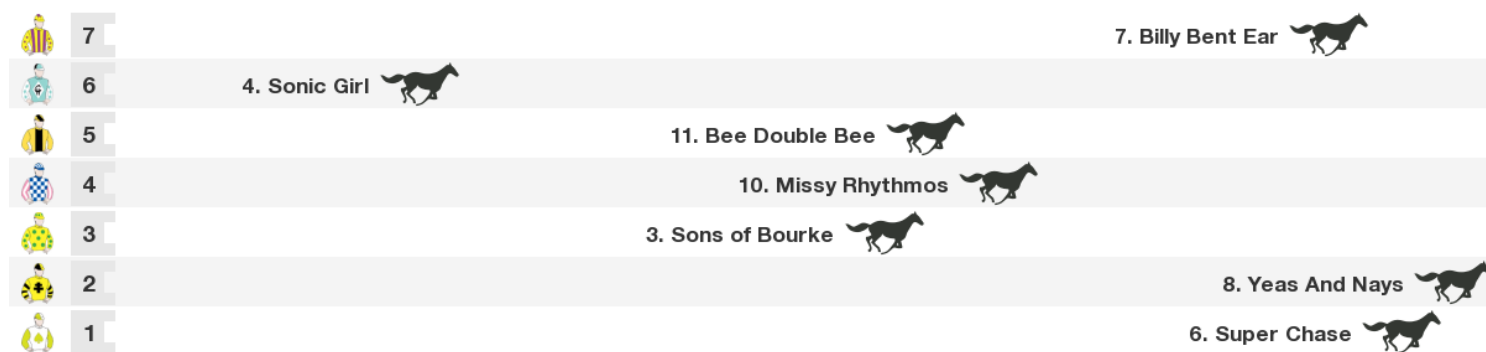 7 7. Billy Bent Ear
6 4. Sonic Girl
5 11. Bee Double Bee
4 10. Missy Rhythmos
3 3. Sons of Bourke
2 8. Yeas And Nays
1 6. Super Chase